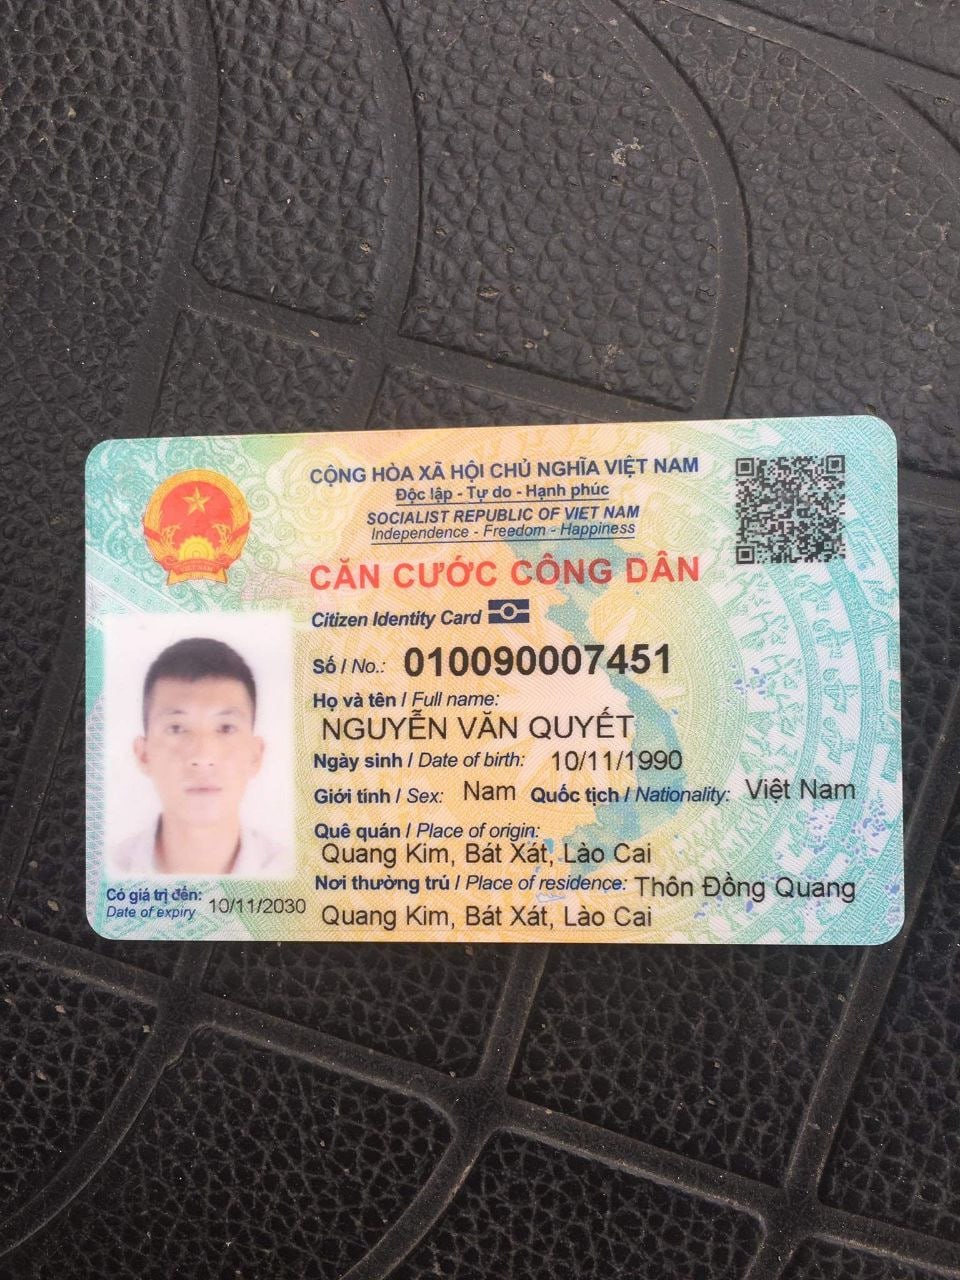 CỘNG HÒA XÃ HỘI CHỦ NGHĨA VIỆT NAM
Độc lập - Tự do - Hạnh phúc
SOCIALIST REPUBLIC OF VIET NAM
Independence - Freedom - Happiness
CĂN CƯỚC CÔNG DÂN
Citizen Identity Card
Số / No.: 010090007451
Họ và tên / Full name:
NGUYỄN VĂN QUYẾT
Ngày sinh / Date of birth: 10/11/1990
Giới tính / Sex: Nam Quốc tịch / Nationality: Việt Nam
Quê quán / Place of origin:
Quang Kim, Bát Xát, Lào Cai
Nơi thường trú / Place of residence: Thôn Đồng Quang
Quang Kim, Bát Xát, Lào Cai
Có giá trị đến: 10/11/2030
Date of expiry